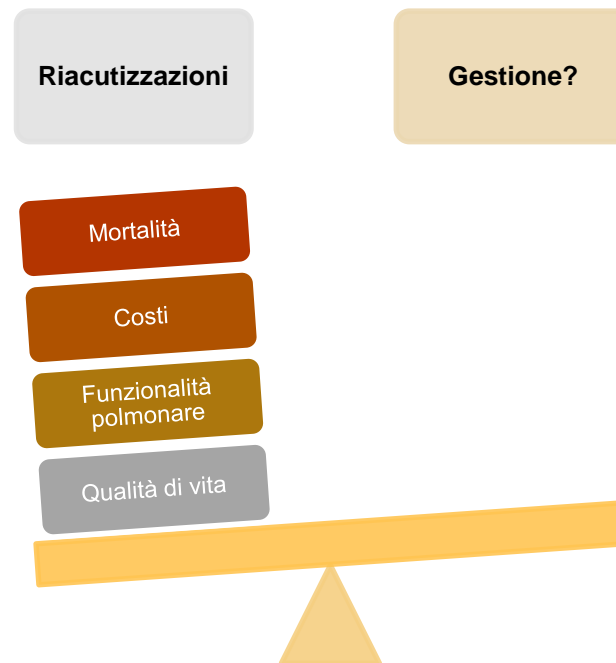 Riacutizzazioni
Gestione?
Mortalità
Costi
Funzionalità
polmonare
Qualità di vita